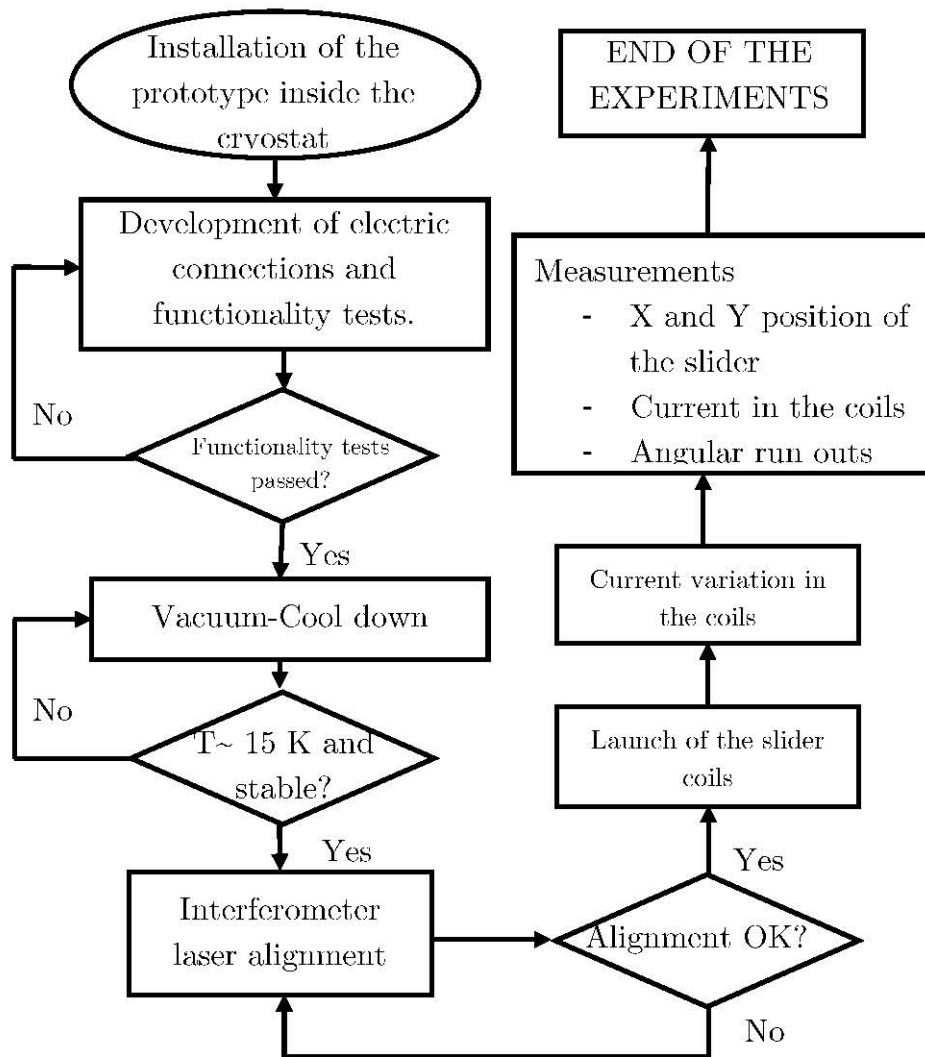 Installation of the
prototype inside the
cryostat
Development of electric
connections and
functionality tests.
No
Functionality tests
passed?
Yes
Vacuum-Cool down
No
T~ 15 K and
stable?
Yes
Interferometer
laser alignment
Alignment OK?
No
Yes
Launch of the slider
coils
Current variation in
the coils
Measurements
- X and Y position of
the slider
- Current in the coils
- Angular run outs
END OF THE
EXPERIMENTS